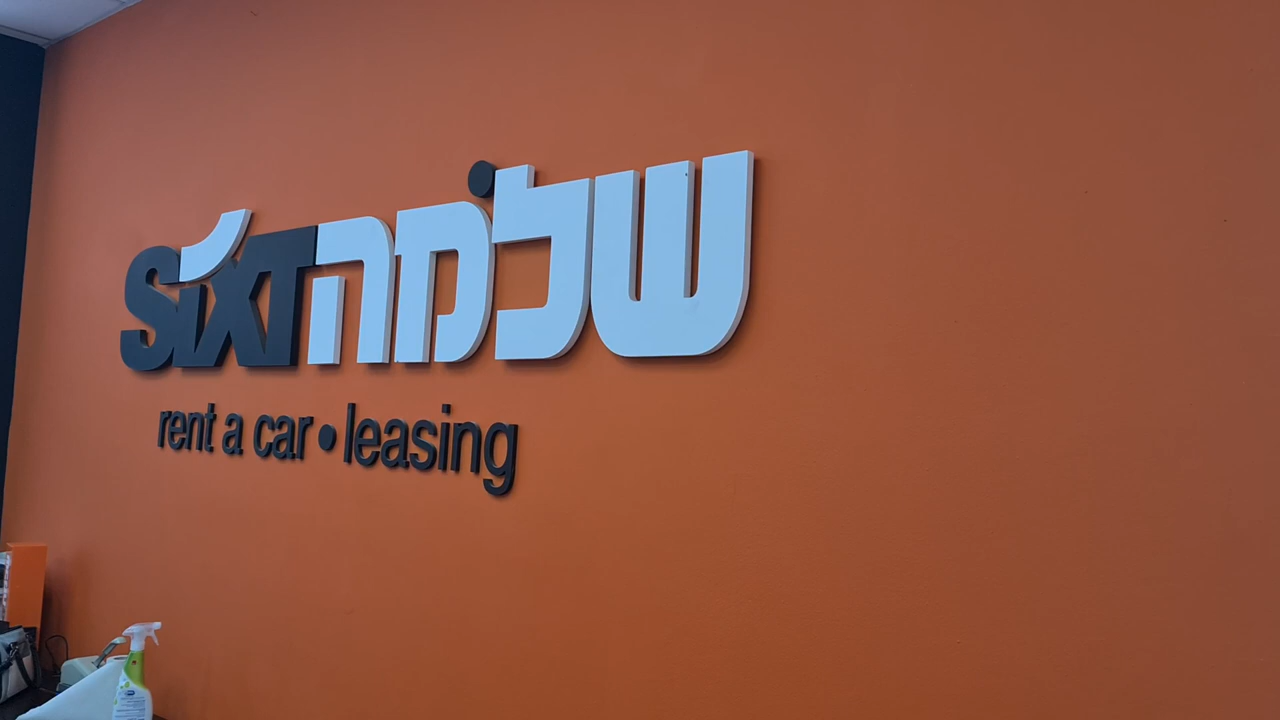 שלמה SiXT
rent a car • leasing